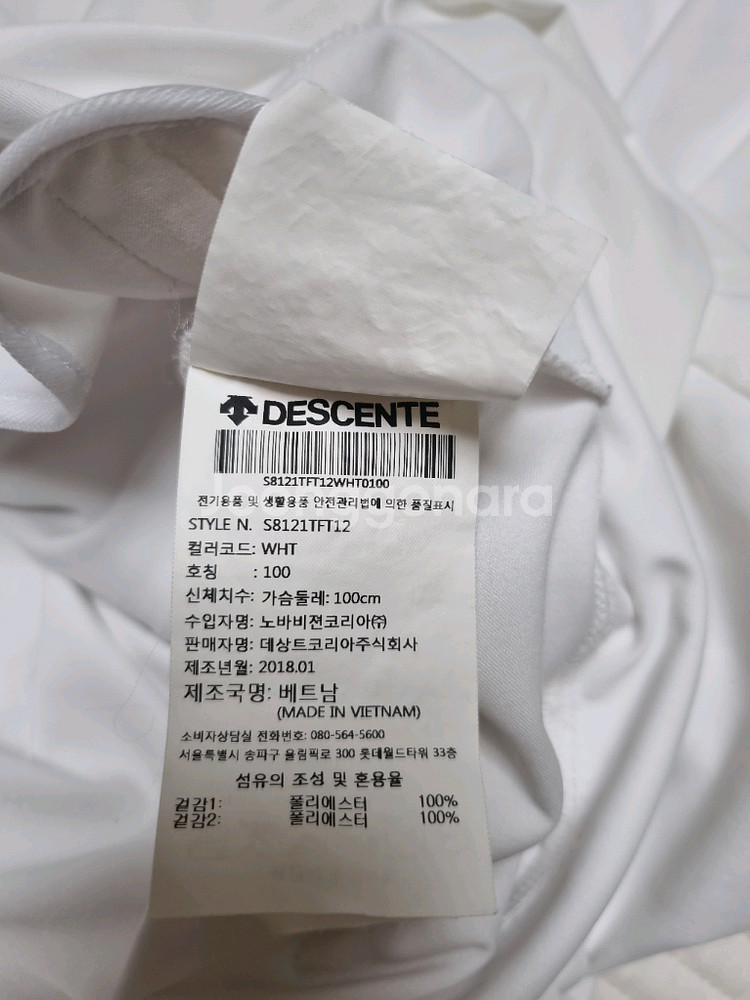 DESCENTE
S8121TFT12WHT0100
전기용품 및 생활용품 안전관리법에 의한 품질표시
STYLE N. S8121TFT12
컬러코드: WHT
호칭 : 100
신체치수: 가슴둘레: 100cm
수입자명: 노바비젼코리아㈜
판매자명: 데상트코리아주식회사
제조년월: 2018.01
제조국명: 베트남
(MADE IN VIETNAM)
소비자상담실 전화번호: 080-564-5600
서울특별시 송파구 올림픽로 300 롯데월드타워 33층
섬유의 조성 및 혼용율
겉감1: 폴리에스터 100%
겉감2: 폴리에스터 100%
Joonggonara